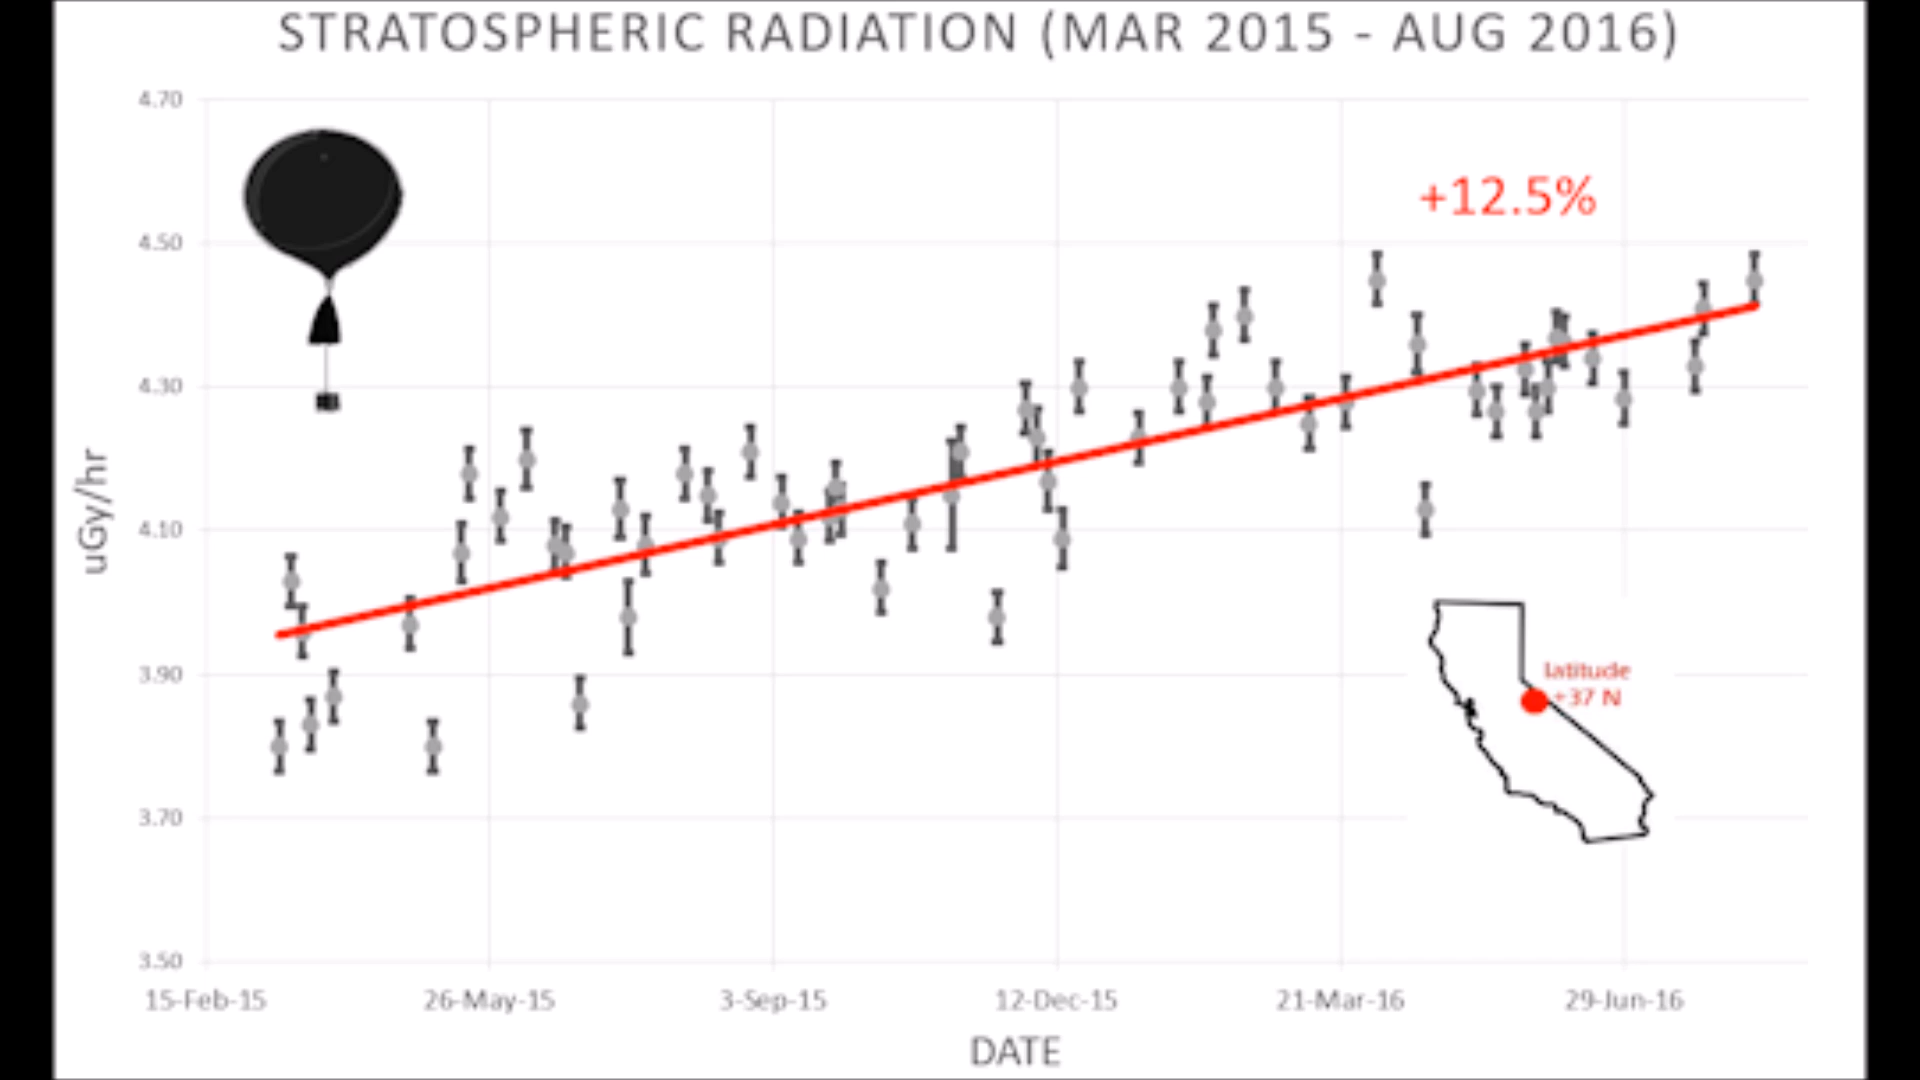 STRATOSPHERIC RADIATION (MAR 2015 - AUG 2016)
4.70
+12.5%
4.50
4.30
uGy/hr
4.10
3.90
latitude
+37 N
3.70
3.50
15-Feb-15 26-May-15 3-Sep-15 12-Dec-15 21-Mar-16 29-Jun-16
DATE